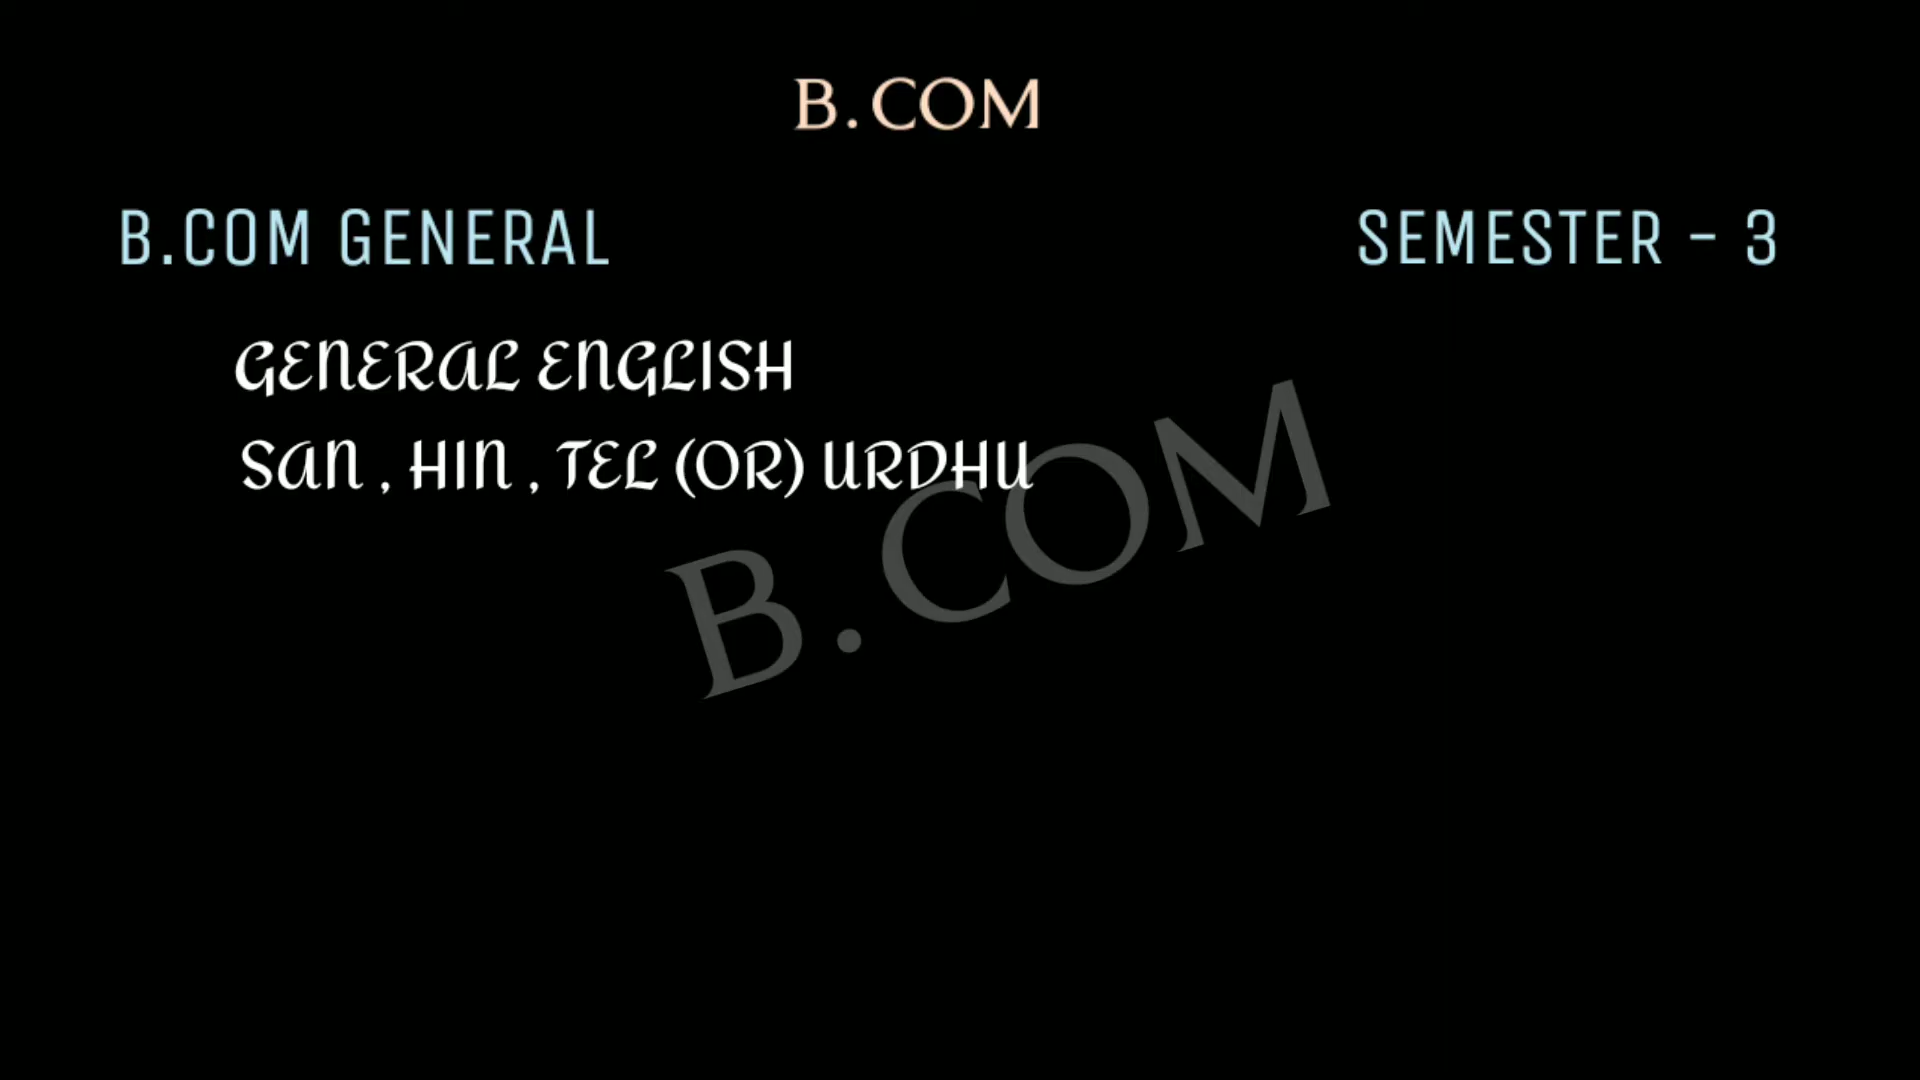 B.COM
B.COM GENERAL
SEMESTER - 3
GENERAL ENGLISH
SAN , HIN , TEL (OR) URDHU
B.COM